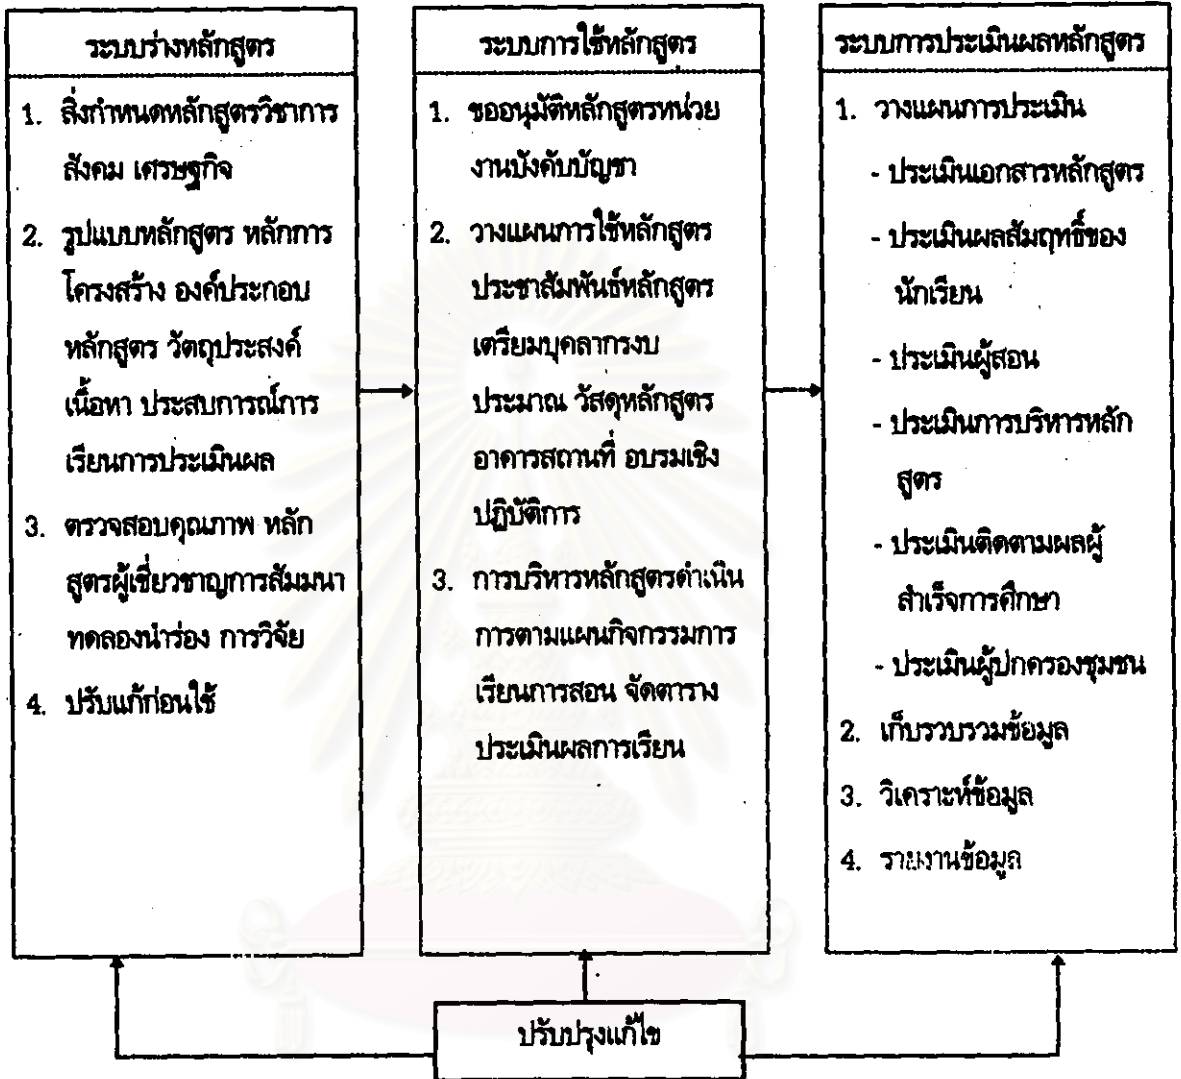 ระบบร่างหลักสูตร
1. สิ่งกำหนดหลักสูตรวิชาการ
สังคม เศรษฐกิจ
2. รูปแบบหลักสูตร หลักการ
โครงสร้าง องค์ประกอบ
หลักสูตร วัตถุประสงค์
เนื้อหา ประสบการณ์การ
เรียนการประเมินผล
3. ตรวจสอบคุณภาพ หลัก
สูตรผู้เชี่ยวชาญการสัมมนา
ทดลองนำร่อง การวิจัย
4. ปรับแก้ก่อนใช้
ระบบการใช้หลักสูตร
1. ขออนุมัติหลักสูตรหน่วย
งานบังคับบัญชา
2. วางแผนการใช้หลักสูตร
ประชาสัมพันธ์หลักสูตร
เตรียมบุคลากรงบ
ประมาณ วัสดุหลักสูตร
อาคารสถานที่ อบรมเชิง
ปฏิบัติการ
3. การบริหารหลักสูตรดำเนิน
การตามแผนกิจกรรมการ
เรียนการสอน จัดตาราง
ประเมินผลการเรียน
ระบบการประเมินผลหลักสูตร
1. วางแผนการประเมิน
- ประเมินเอกสารหลักสูตร
- ประเมินผลสัมฤทธิ์ของ
นักเรียน
- ประเมินผู้สอน
- ประเมินการบริหารหลัก
สูตร
- ประเมินติดตามผลผู้
สำเร็จการศึกษา
- ประเมินผู้ปกครองชุมชน
2. เก็บรวบรวมข้อมูล
3. วิเคราะห์ข้อมูล
4. รายงานข้อมูล
ปรับปรุงแก้ไข